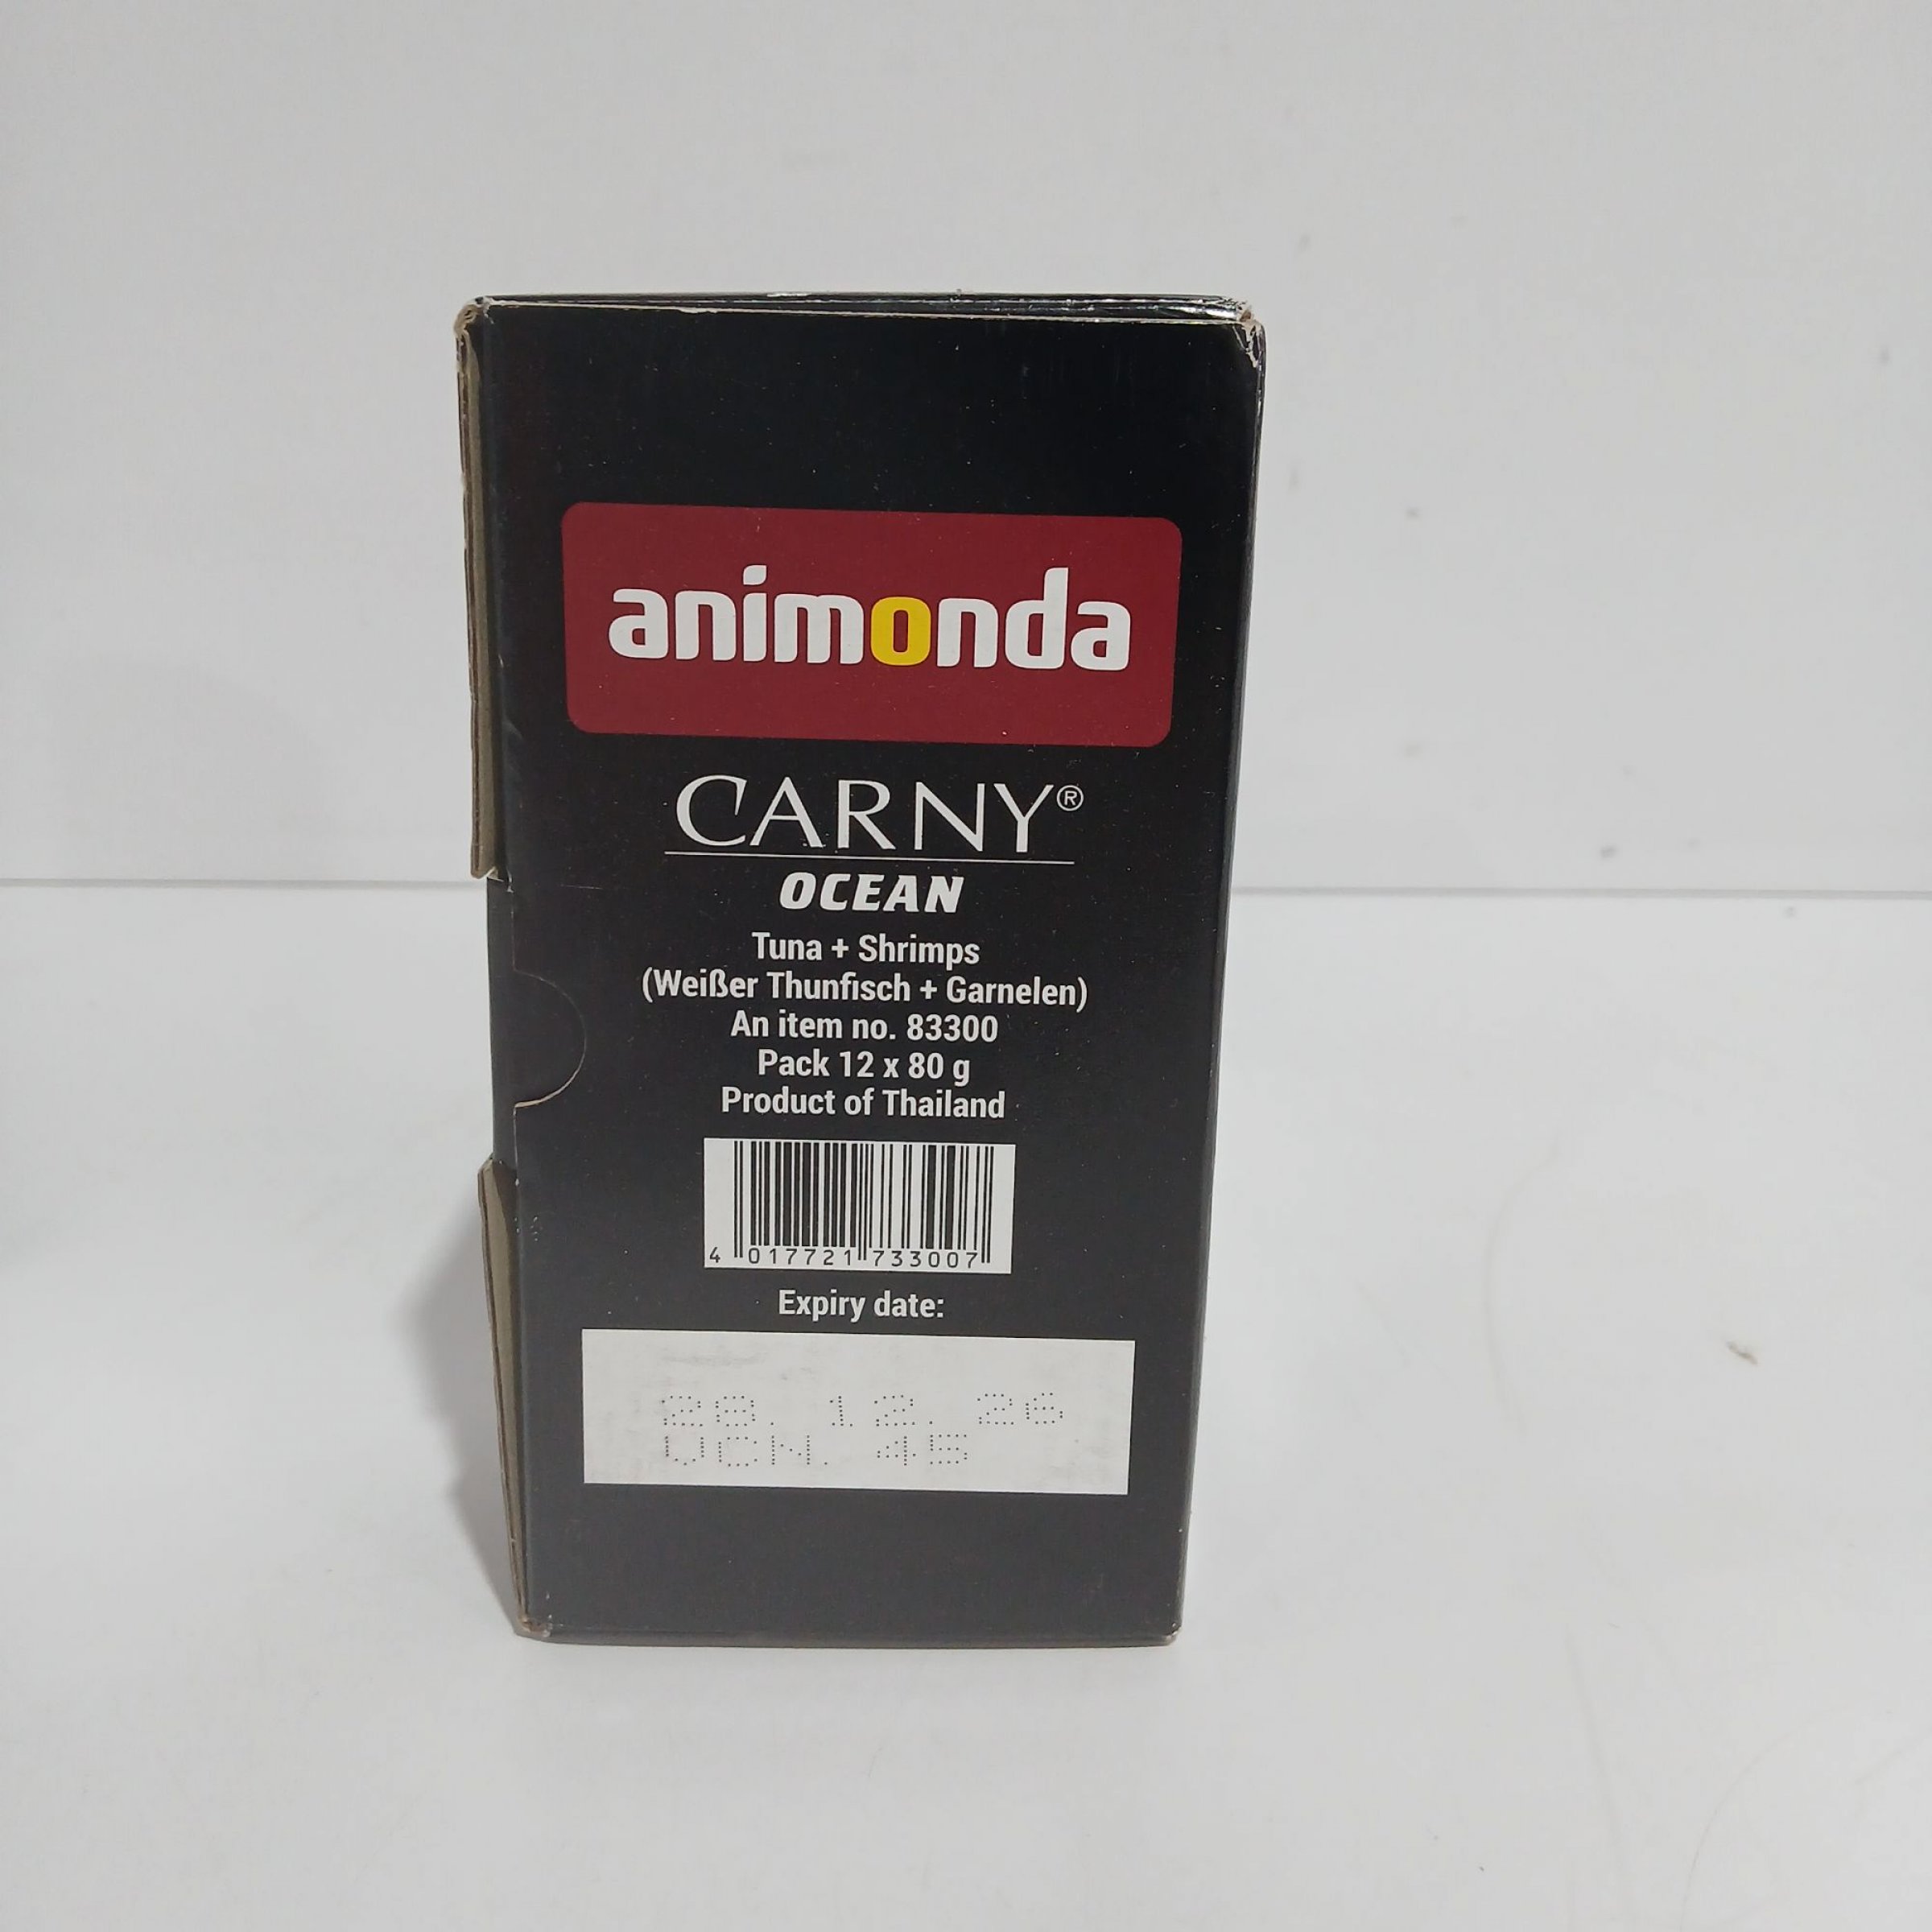 animonda
CARNY®
OCEAN
Tuna + Shrimps
(Weißer Thunfisch + Garnelen)
An item no. 83300
Pack 12 x 80 g
Product of Thailand
4 017721 733007
Expiry date:
28. 12. 26
UCN. 45